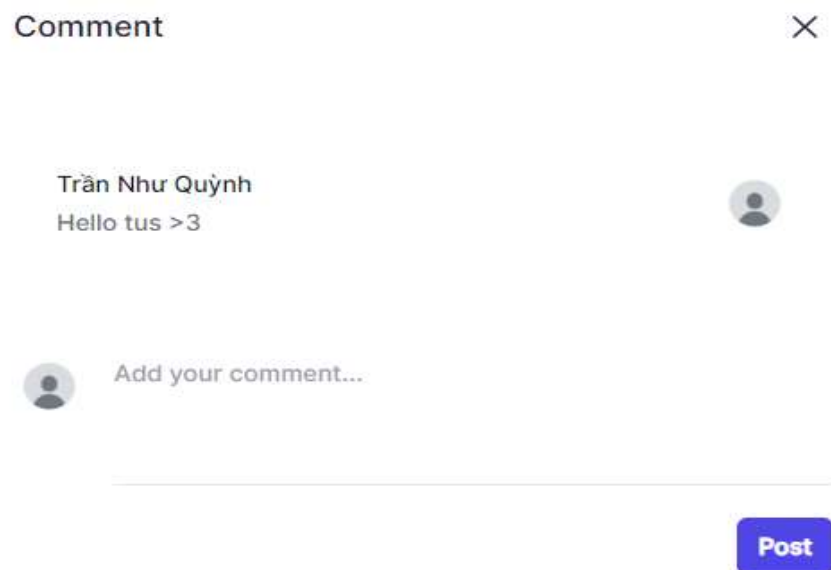 Comment
Trần Như Quỳnh
Hello tus >3
Add your comment...
Post